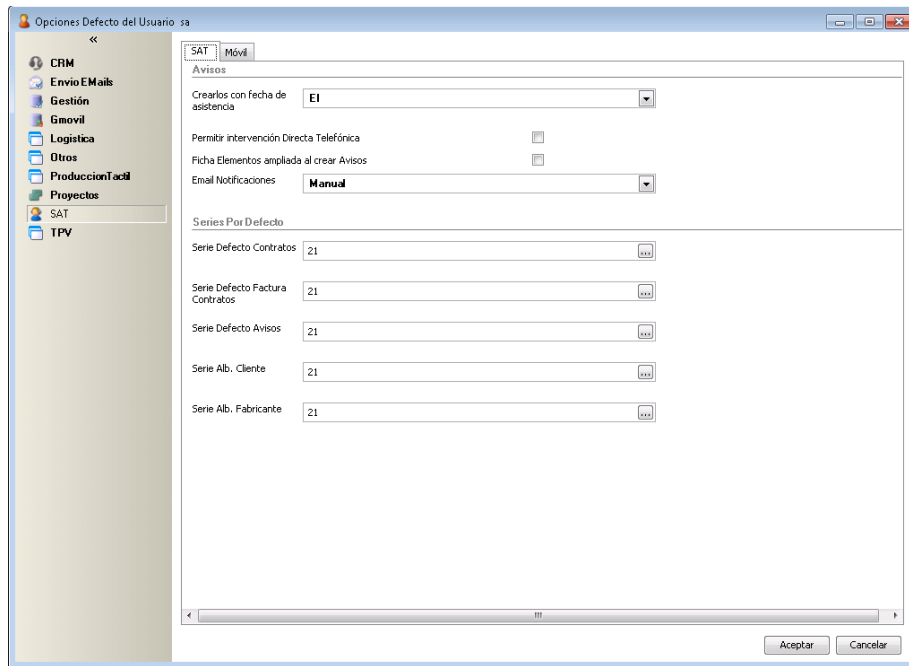 Opciones Defecto del Usuario sa
«
CRM
Envio EMails
Gestión
Gmovil
Logistica
Otros
ProduccionTactil
Proyectos
SAT
TPV
SAT Móvil
Avisos
Crearlos con fecha de
asistencia
El
Permitir intervención Directa Telefónica
Ficha Elementos ampliada al crear Avisos
Email Notificaciones
Manual
Series Por Defecto
Serie Defecto Contratos
21
...
Serie Defecto Factura
Contratos
21
...
Serie Defecto Avisos
21
...
Serie Alb. Cliente
21
...
Serie Alb. Fabricante
21
...
Aceptar Cancelar